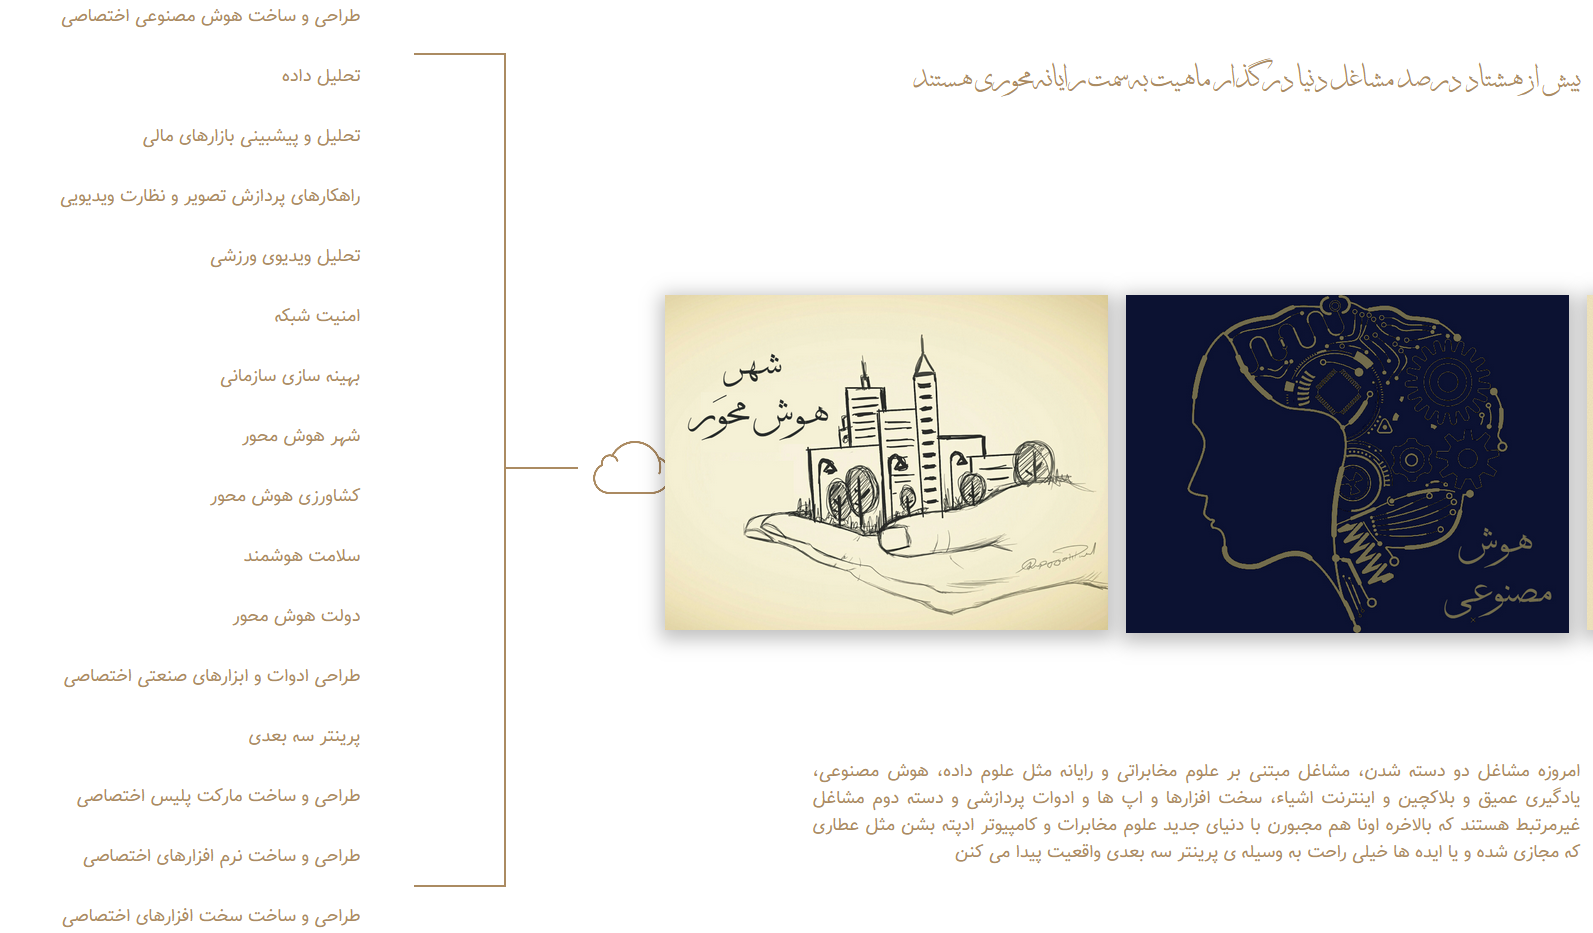 بیش از هشتاد درصد مشاغل دنیا در گذار ماهیت به سمت رایانه محوری هستند
هوش
مصنوعی
شهر
هوش محوَر
امروزه مشاغل دو دسته شدن، مشاغل مبتنی بر علوم مخابراتی و رایانه مثل علوم داده، هوش مصنوعی،
یادگیری عمیق و بلاکچین و اینترنت اشیاء، سخت افزارها و اپ ها و ادوات پردازشی و دسته دوم مشاغل
غیرمرتبط هستند که بالاخره اونا هم مجبورن با دنیای جدید علوم مخابرات و کامپیوتر ادپته بشن مثل عطاری
که مجازی شده و یا ایده ها خیلی راحت به وسیله ی پرینتر سه بعدی واقعیت پیدا می کنن
طراحی و ساخت هوش مصنوعی اختصاصی
تحلیل داده
تحلیل و پیشبینی بازارهای مالی
راهکارهای پردازش تصویر و نظارت ویدیویی
تحلیل ویدیوی ورزشی
امنیت شبکه
بهینه سازی سازمانی
شهر هوش محور
کشاورزی هوش محور
سلامت هوشمند
دولت هوش محور
طراحی ادوات و ابزارهای صنعتی اختصاصی
پرینتر سه بعدی
طراحی و ساخت مارکت پلیس اختصاصی
طراحی و ساخت نرم افزارهای اختصاصی
طراحی و ساخت سخت افزارهای اختصاصی